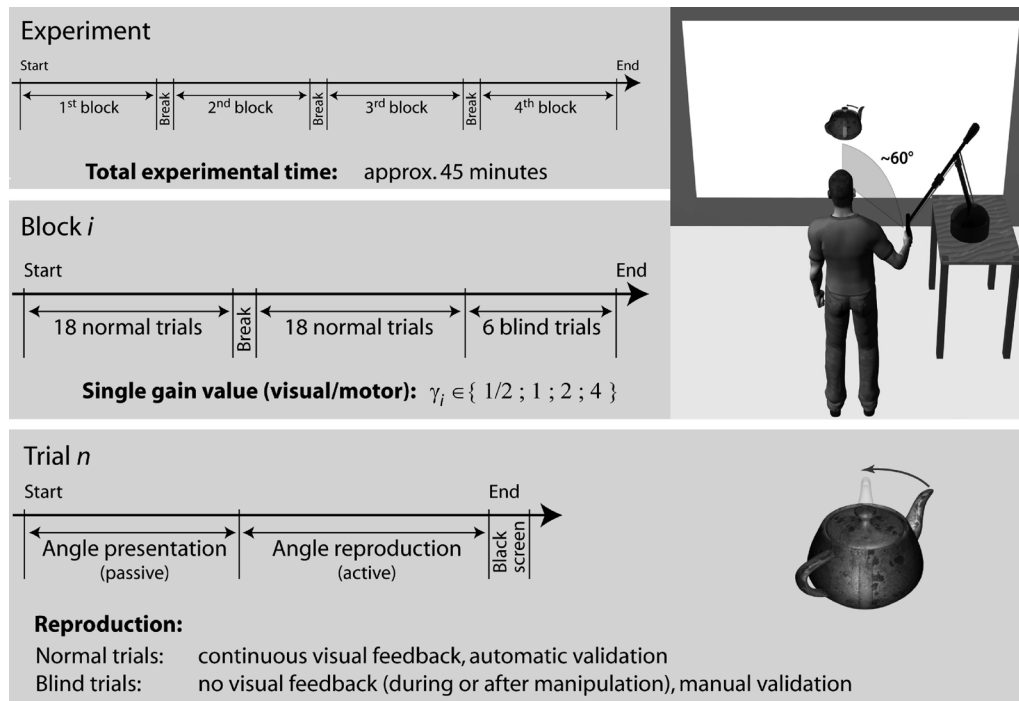 Experiment
Start
End
1st block
Break
2nd block
Break
3rd block
Break
4th block
Total experimental time: approx. 45 minutes
~60°
Block i
Start
End
18 normal trials
Break
18 normal trials
6 blind trials
Single gain value (visual/motor): γi ∈ { 1/2 ; 1 ; 2 ; 4 }
Trial n
Start
End
Angle presentation
(passive)
Angle reproduction
(active)
Black
screen
Reproduction:
Normal trials: continuous visual feedback, automatic validation
Blind trials: no visual feedback (during or after manipulation), manual validation